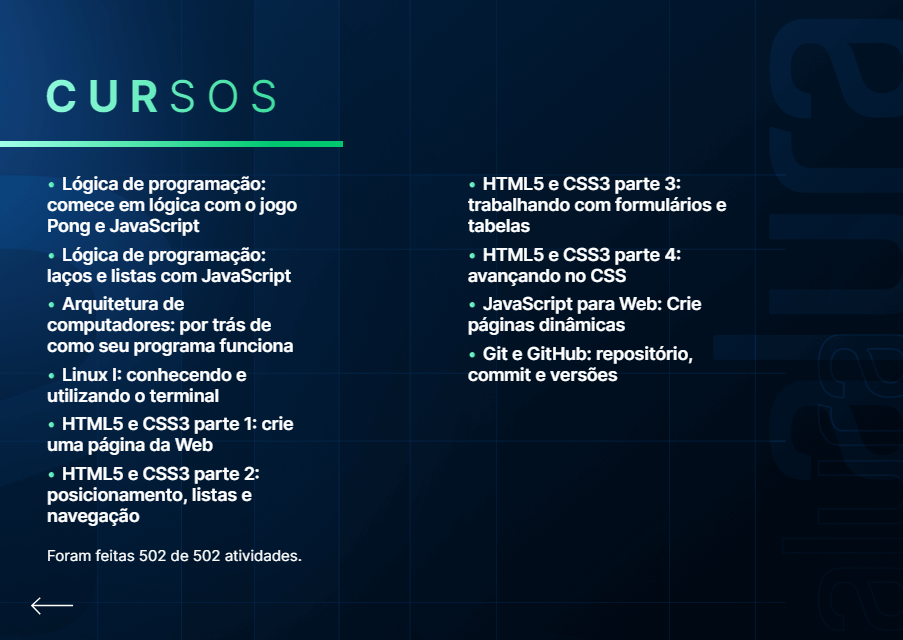 CURSOS
• Lógica de programação:
comece em lógica com o jogo
Pong e JavaScript
• Lógica de programação:
laços e listas com JavaScript
• Arquitetura de
computadores: por trás de
como seu programa funciona
• Linux I: conhecendo e
utilizando o terminal
• HTML5 e CSS3 parte 1: crie
uma página da Web
• HTML5 e CSS3 parte 2:
posicionamento, listas e
navegação
• HTML5 e CSS3 parte 3:
trabalhando com formulários e
tabelas
• HTML5 e CSS3 parte 4:
avançando no CSS
• JavaScript para Web: Crie
páginas dinâmicas
• Git e GitHub: repositório,
commit e versões
Foram feitas 502 de 502 atividades.
alura
alura